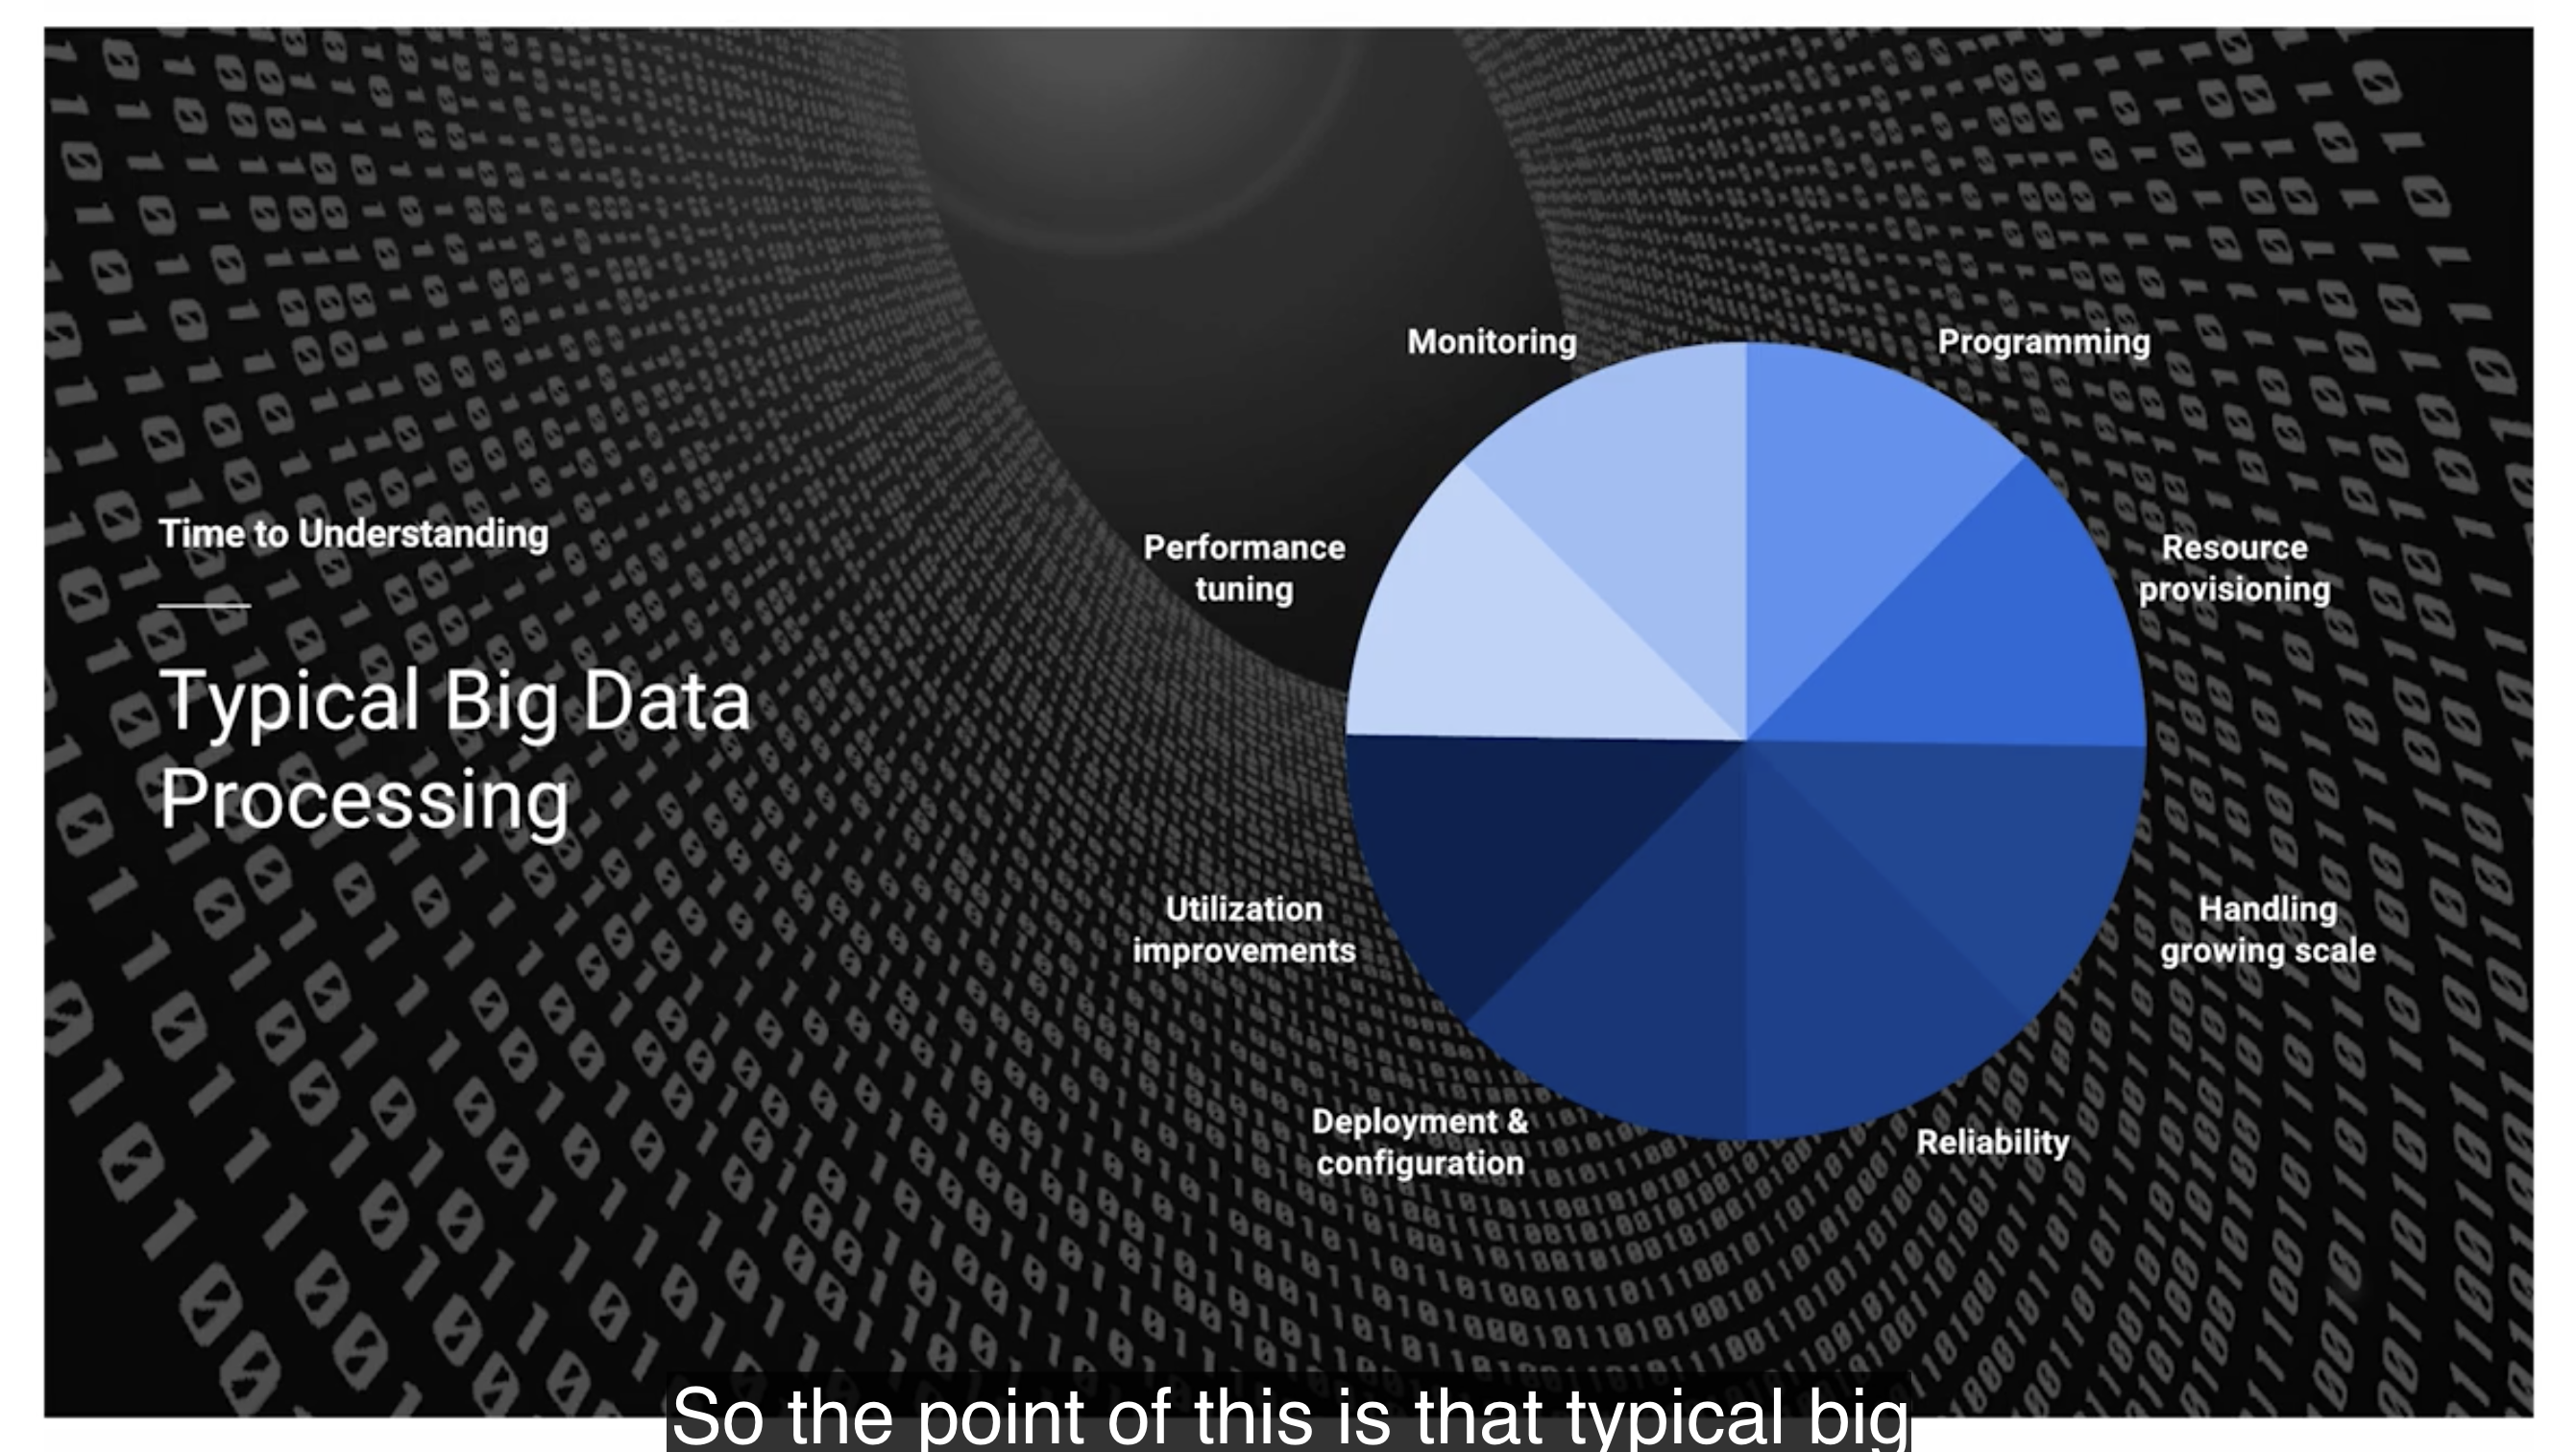 Time to Understanding
Typical Big Data
Processing
Monitoring
Programming
Performance
tuning
Resource
provisioning
Utilization
improvements
Handling
growing scale
Deployment &
configuration
Reliability
So the point of this is that typical big